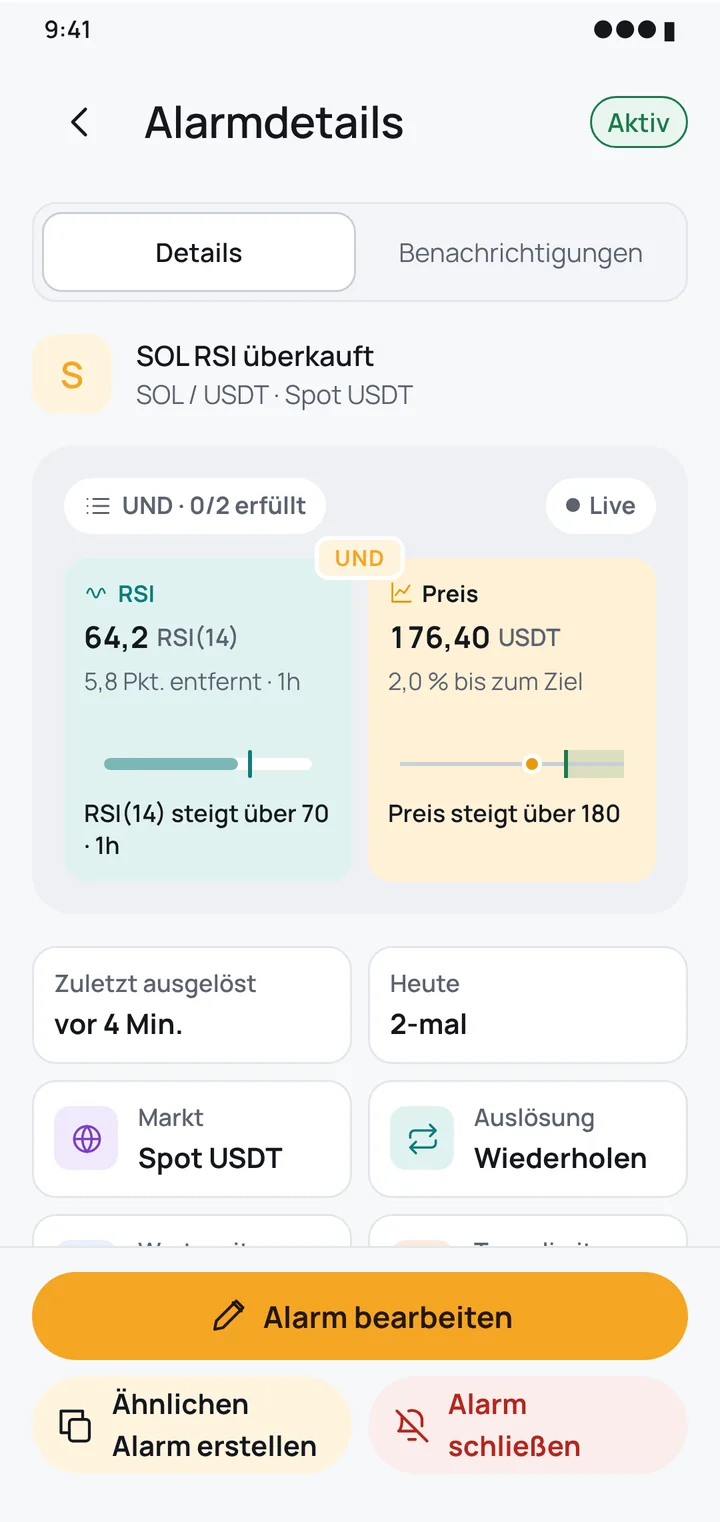 9:41
Alarmdetails
Aktiv
Details
Benachrichtigungen
S
SOL RSI überkauft
SOL / USDT · Spot USDT
UND · 0/2 erfüllt
Live
UND
RSI
64,2 RSI(14)
5,8 Pkt. entfernt · 1h
RSI(14) steigt über 70
· 1h
Preis
176,40 USDT
2,0 % bis zum Ziel
Preis steigt über 180
Zuletzt ausgelöst
vor 4 Min.
Heute
2-mal
Markt
Spot USDT
Auslösung
Wiederholen
Alarm bearbeiten
Ähnlichen
Alarm erstellen
Alarm
schließen